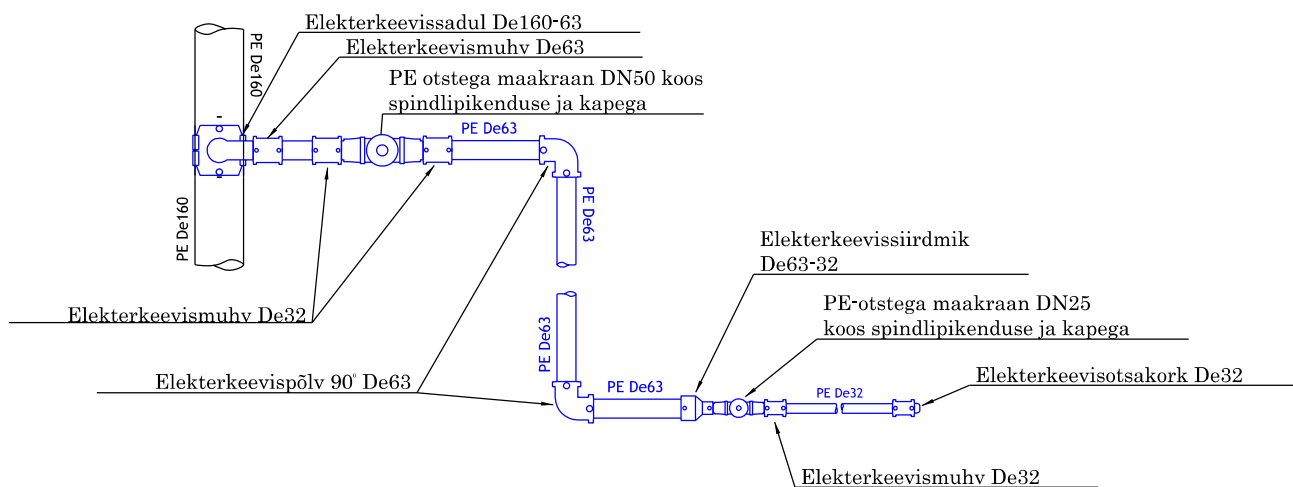 Elekterkeevissadul De160-63
Elekterkeevismuhv De63
PE De160
PE otstega maakraan DN50 koos
spindlipikenduse ja kapega
PE De63
PE De160
PE De63
Elekterkeevissiirdmik
De63-32
Elekterkeevismuhv De32
PE-otstega maakraan DN25
koos spindlipikenduse ja kapega
PE De63
Elekterkeevispõlv 90° De63
PE De63
PE De32
Elekterkeevisotsakork De32
Elekterkeevismuhv De32